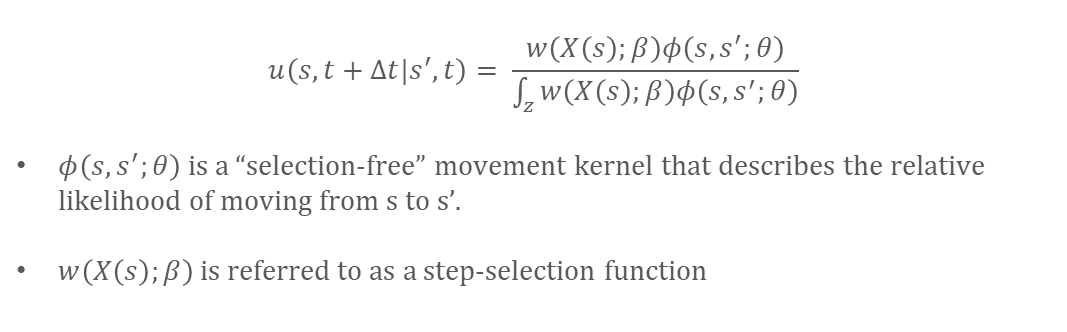 u(s, t + Δt|s′, t) = w(X(s); β)ϕ(s, s′; θ) / ∫_z w(X(s); β)ϕ(s, s′; θ)
• ϕ(s, s′; θ) is a “selection-free” movement kernel that describes the relative
likelihood of moving from s to s’.
• w(X(s); β) is referred to as a step-selection function